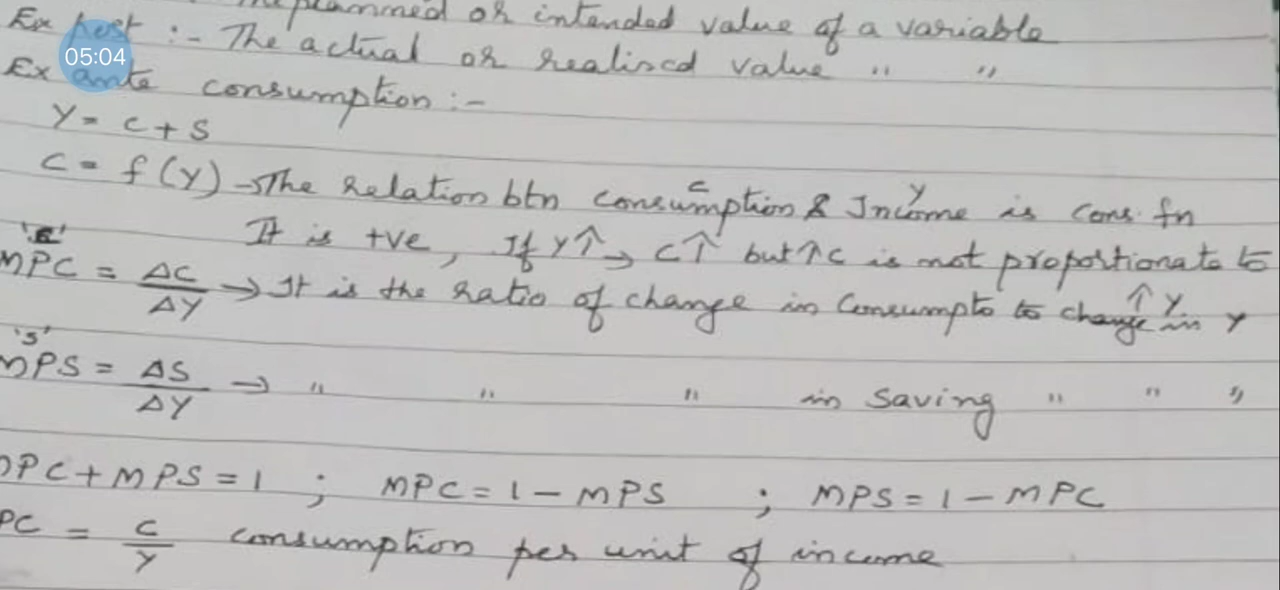 The planned or intended value of a variable
Ex post :- The actual or realised value " "
05:04
Ex ante consumption :-
Y = C + S
C = f (Y) → The relation btn consumption & Income is cons. fn
C Y
It is +ve, If Y↑ → C↑ but ↑C is not proportionate to
↑ Y.
'c'
MPC = ΔC/ΔY → It is the ratio of change in Consumptn to change in Y
's'
MPS = ΔS/ΔY → " " " in saving " " "
MPC + MPS = 1 ; MPC = 1 - MPS ; MPS = 1 - MPC
PC = C/Y consumption per unit of income